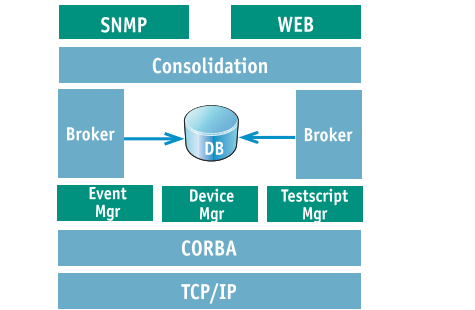 SNMP
WEB
Consolidation
Broker
DB
Broker
Event
Mgr
Device
Mgr
Testscript
Mgr
CORBA
TCP/IP